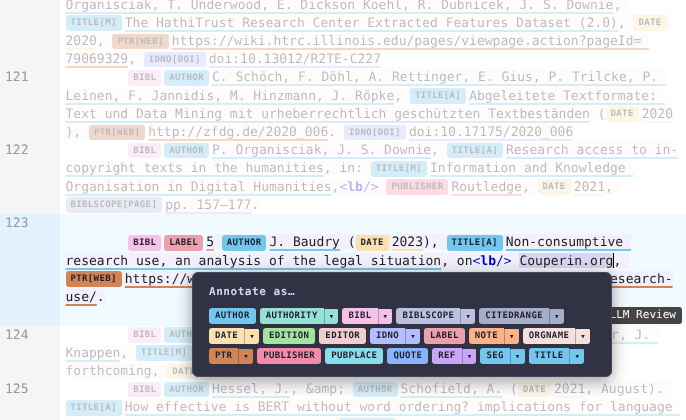 Organisciak, T. Underwood, E. Dickson Koehl, R. Dubnicek, J. S. Downie,
TITLE[M] The HathiTrust Research Center Extracted Features Dataset (2.0), DATE
2020, PTR[WEB] https://wiki.htrc.illinois.edu/pages/viewpage.action?pageId=
79069329, IDNO[DOI] doi:10.13012/R2TE-C227
121 BIBL AUTHOR C. Schöch, F. Döhl, A. Rettinger, E. Gius, P. Trilcke, P.
Leinen, F. Jannidis, M. Hinzmann, J. Röpke, TITLE[A] Abgeleitete Textformate:
Text und Data Mining mit urheberrechtlich geschützten Textbeständen ( DATE 2020
), PTR[WEB] http://zfdg.de/2020_006. IDNO[DOI] doi:10.17175/2020_006
122 BIBL AUTHOR P. Organisciak, J. S. Downie, TITLE[A] Research access to in-
copyright texts in the humanities, in: TITLE[M] Information and Knowledge
Organisation in Digital Humanities,<lb/> PUBLISHER Routledge, DATE 2021,
BIBLSCOPE[PAGE] pp. 157–177.
123
BIBL LABEL 5 AUTHOR J. Baudry ( DATE 2023), TITLE[A] Non-consumptive
research use, an analysis of the legal situation, on<lb/> Couperin.org,
PTR[WEB] https://w esearch-
use/.
Annotate as…
AUTHOR AUTHORITY BIBL BIBLSCOPE CITEDRANGE
DATE EDITION EDITOR IDNO LABEL NOTE ORGNAME
PTR PUBLISHER PUBPLACE QUOTE REF SEG TITLE
LLM Review
124 BIBL AUTHOR r, J.
Knappen, TITLE[
forthcoming, DATE
125 BIBL AUTHOR Hessel, J., &amp; AUTHOR Schofield, A. ( DATE 2021, August).
TITLE[A] How effective is BERT without word ordering? implications for language